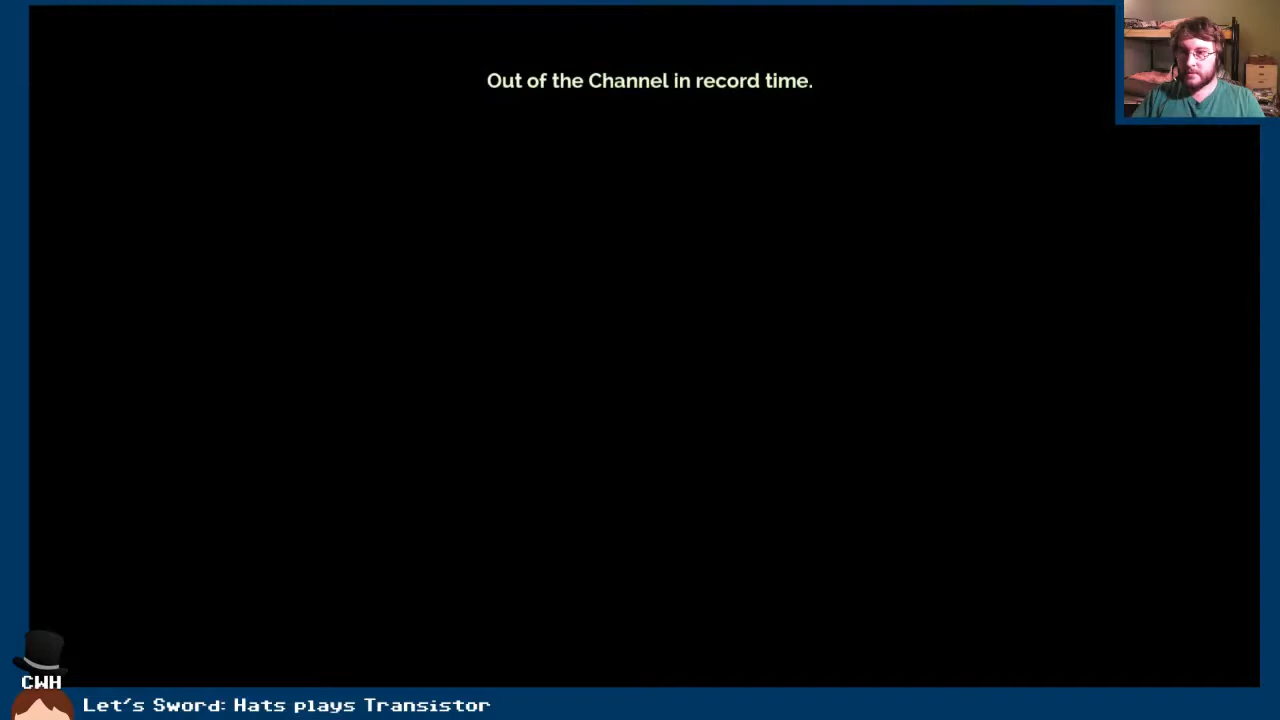 Out of the Channel in record time.
CWH
Let's Sword: Hats plays Transistor